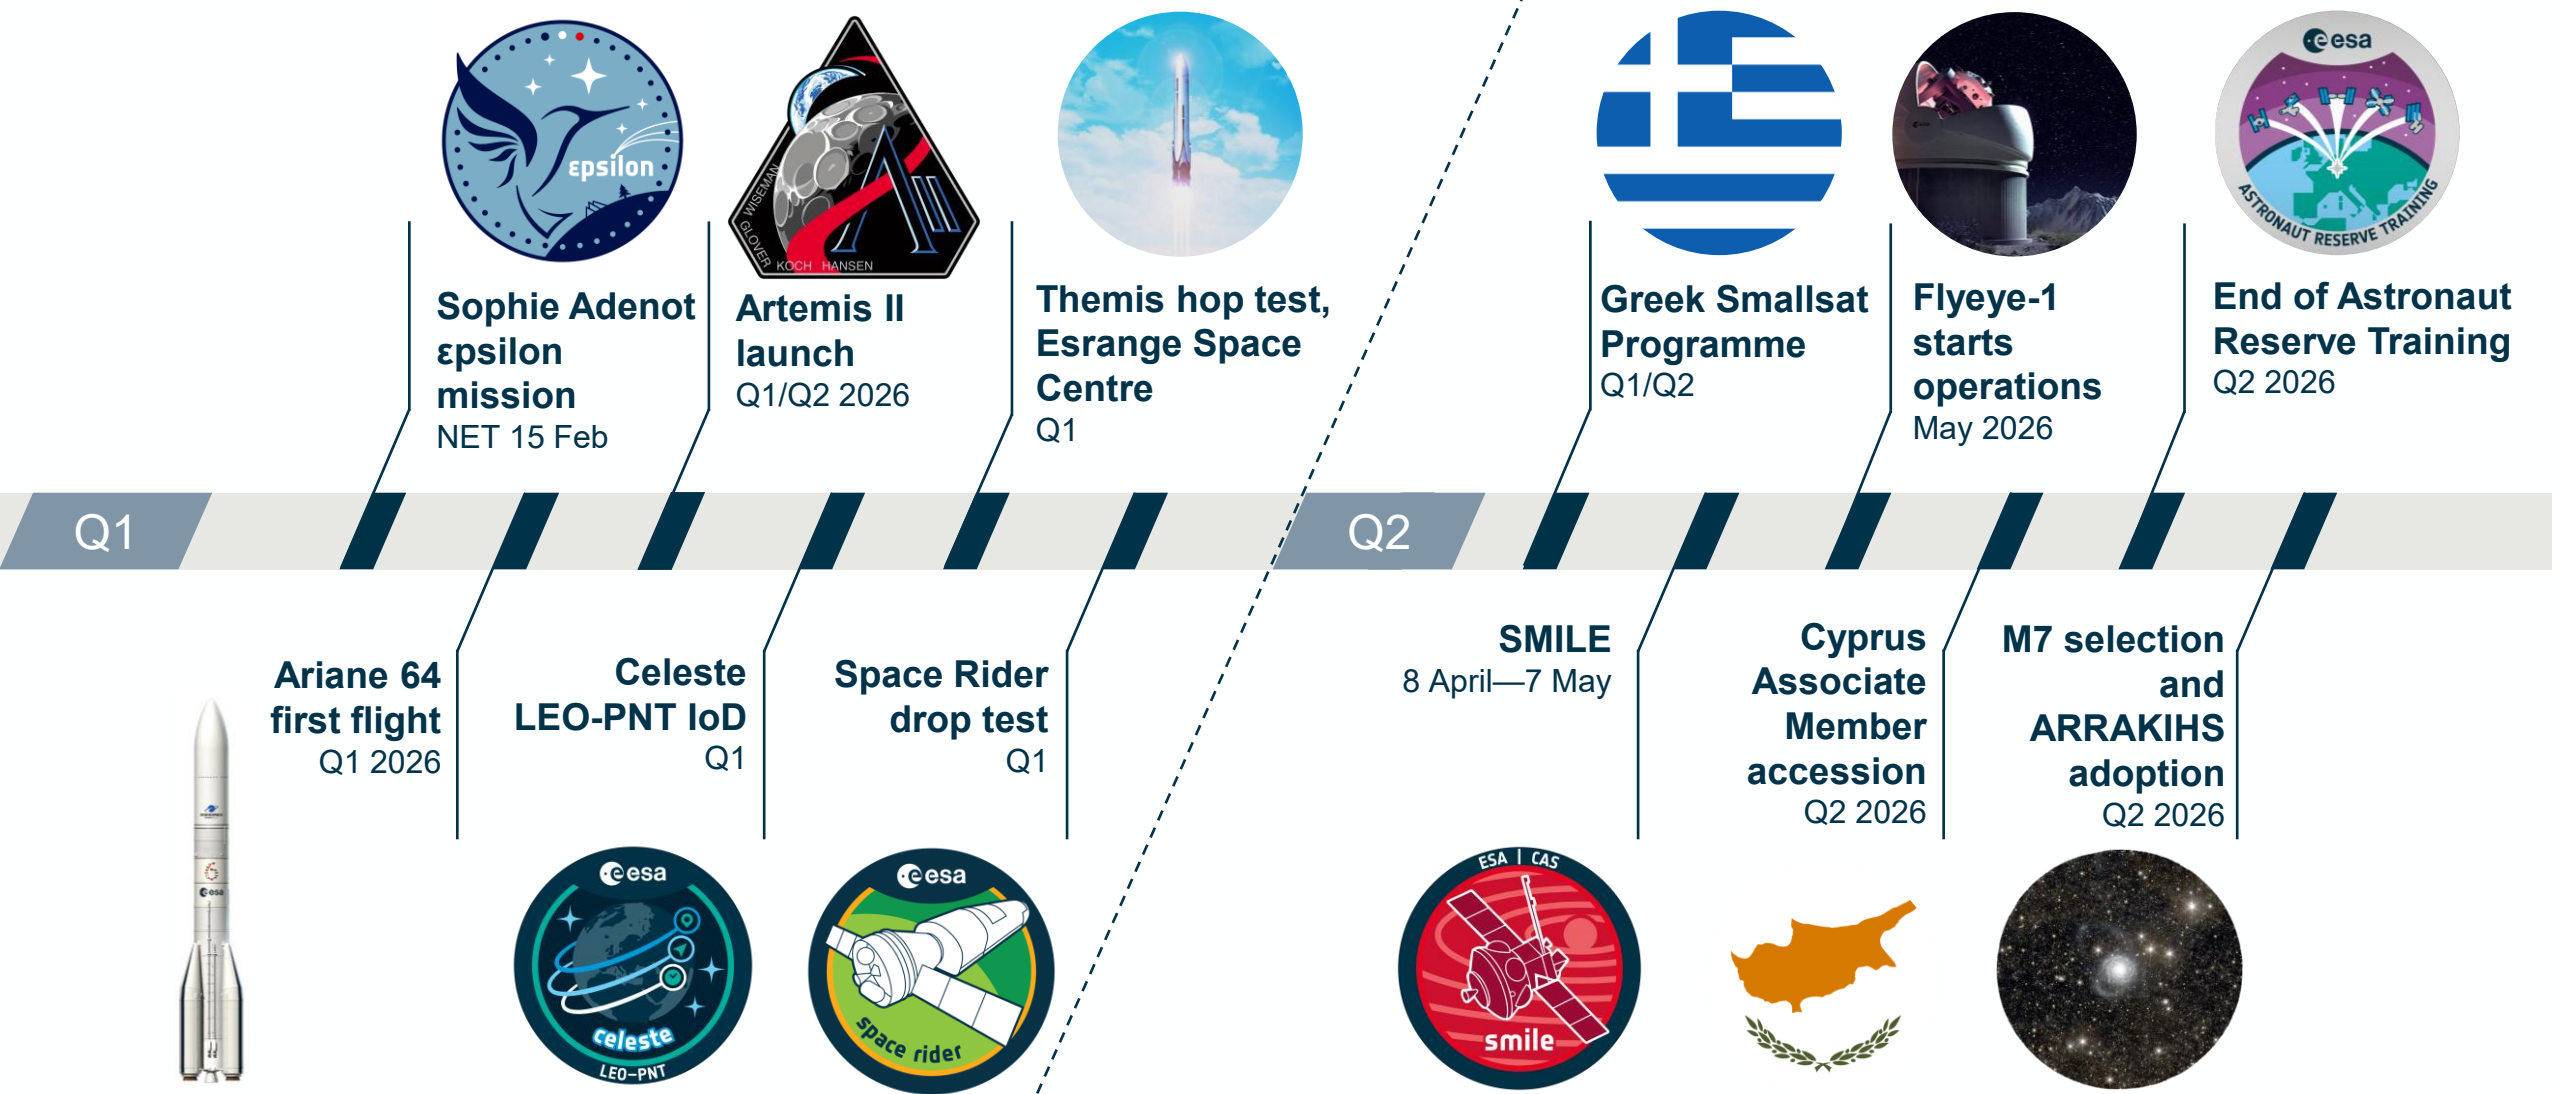 εpsilon
WISEMAN
GLOVER
KOCH HANSEN
esa
ASTRONAUT RESERVE TRAINING
Sophie Adenot
εpsilon
mission
NET 15 Feb
Artemis II
launch
Q1/Q2 2026
Themis hop test,
Esrange Space
Centre
Q1
Greek Smallsat
Programme
Q1/Q2
Flyeye-1
starts
operations
May 2026
End of Astronaut
Reserve Training
Q2 2026
Q1
Q2
Ariane 64
first flight
Q1 2026
Celeste
LEO-PNT IoD
Q1
Space Rider
drop test
Q1
SMILE
8 April—7 May
Cyprus
Associate
Member
accession
Q2 2026
M7 selection
and
ARRAKIHS
adoption
Q2 2026
esa
esa
celeste
LEO-PNT
esa
space rider
ESA | CAS
smile